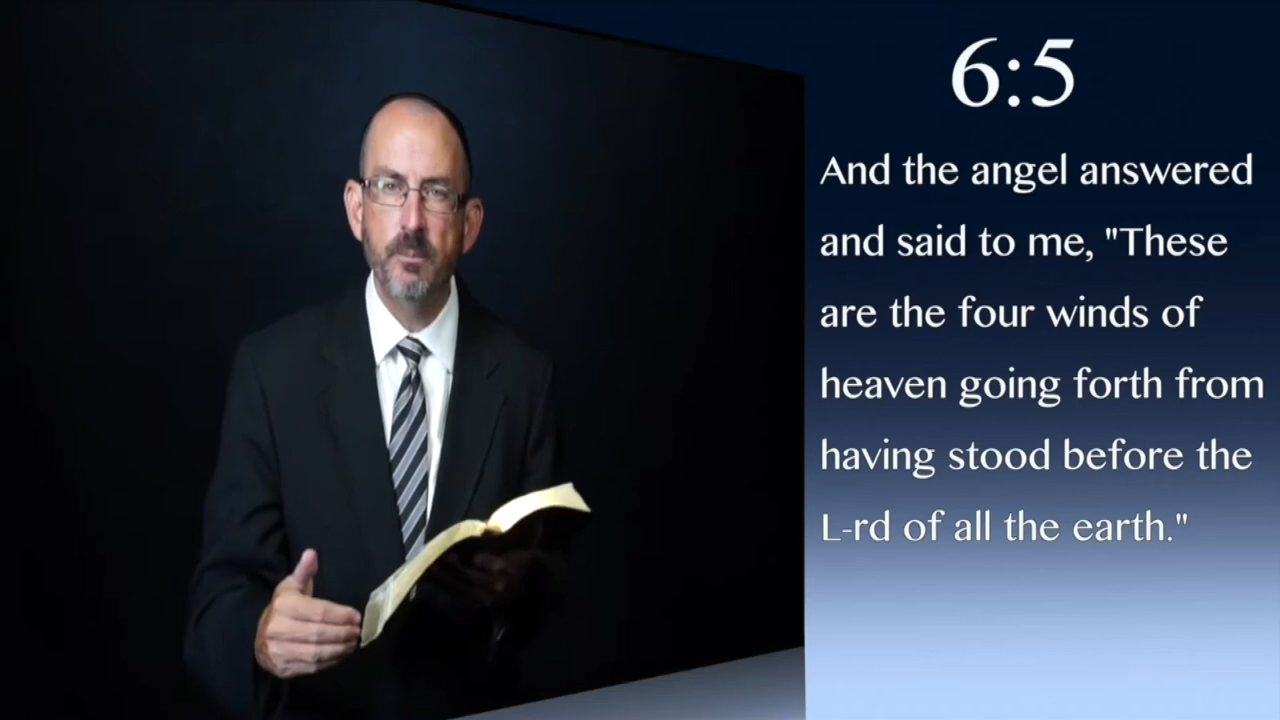 6:5
And the angel answered
and said to me, "These
are the four winds of
heaven going forth from
having stood before the
L-rd of all the earth."